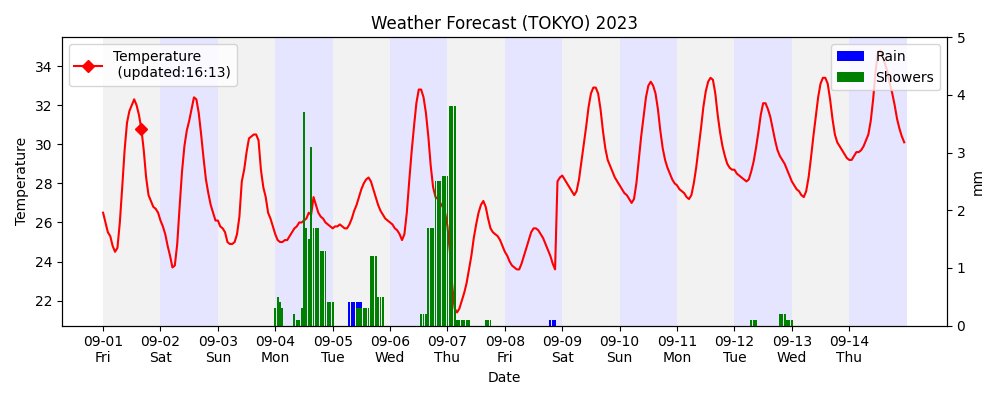 Weather Forecast (TOKYO) 2023
Temperature
(updated:16:13)
Rain
Showers
Temperature
34
32
30
28
26
24
22
5
4
3
2
1
0
mm
09-01 09-02 09-03 09-04 09-05 09-06 09-07 09-08 09-09 09-10 09-11 09-12 09-13 09-14
Fri Sat Sun Mon Tue Wed Thu Fri Sat Sun Mon Tue Wed Thu
Date